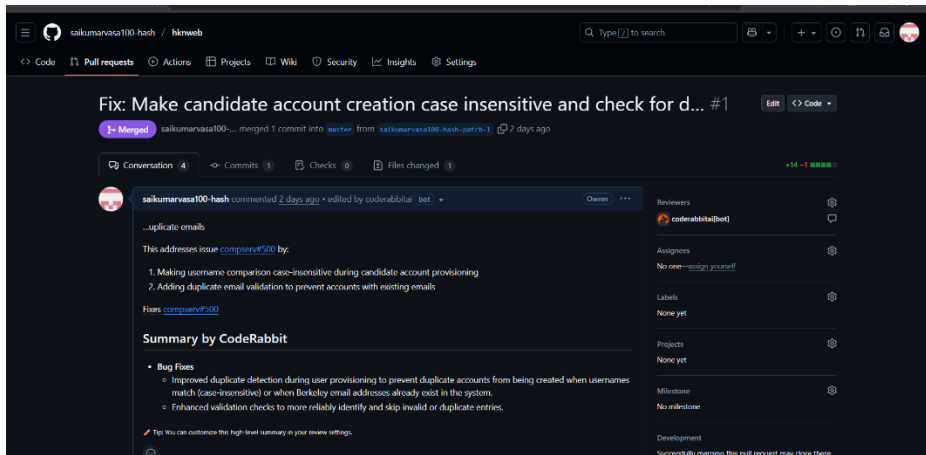 saikumarvasa100-hash / hknweb
Type / to search
Code Pull requests Actions Projects Wiki Security Insights Settings
Fix: Make candidate account creation case insensitive and check for d... #1
Edit Code
Merged saikumarvasa100-... merged 1 commit into master from saikumarvasa100-hash-patch-1 2 days ago
Conversation 4 Commits 1 Checks 0 Files changed 1 +14 −1
saikumarvasa100-hash commented 2 days ago • edited by coderabbitai bot Owner
...uplicate emails
This addresses issue compserv#500 by:
1. Making username comparison case-insensitive during candidate account provisioning
2. Adding duplicate email validation to prevent accounts with existing emails
Fixes compserv#500
Summary by CodeRabbit
• Bug Fixes
Improved duplicate detection during user provisioning to prevent duplicate accounts from being created when usernames
match (case-insensitive) or when Berkeley email addresses already exist in the system.
Enhanced validation checks to more reliably identify and skip invalid or duplicate entries.
Tip: You can customize this high-level summary in your review settings.
Reviewers
coderabbitai[bot]
Assignees
No one—assign yourself
Labels
None yet
Projects
None yet
Milestone
No milestone
Development
Successfully merging this pull request may close these